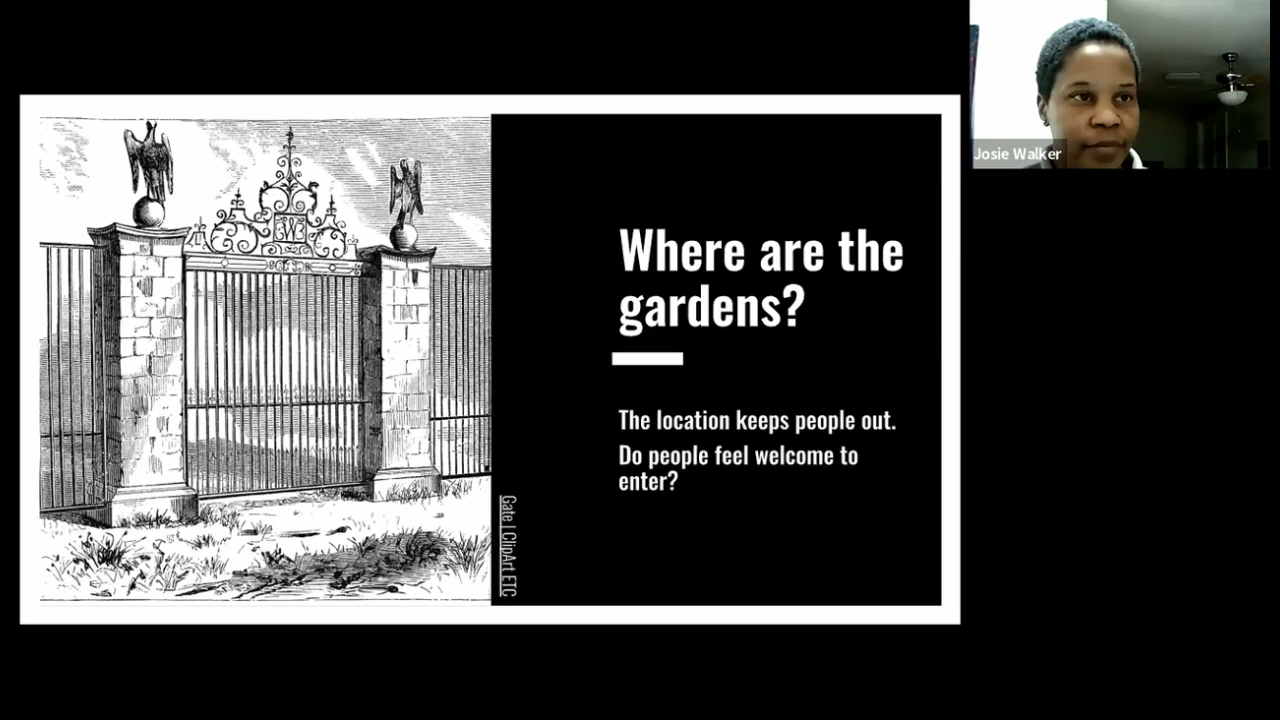 Where are the
gardens?
The location keeps people out.
Do people feel welcome to
enter?
Gate | ClipArt ETC
Josie Walker
W